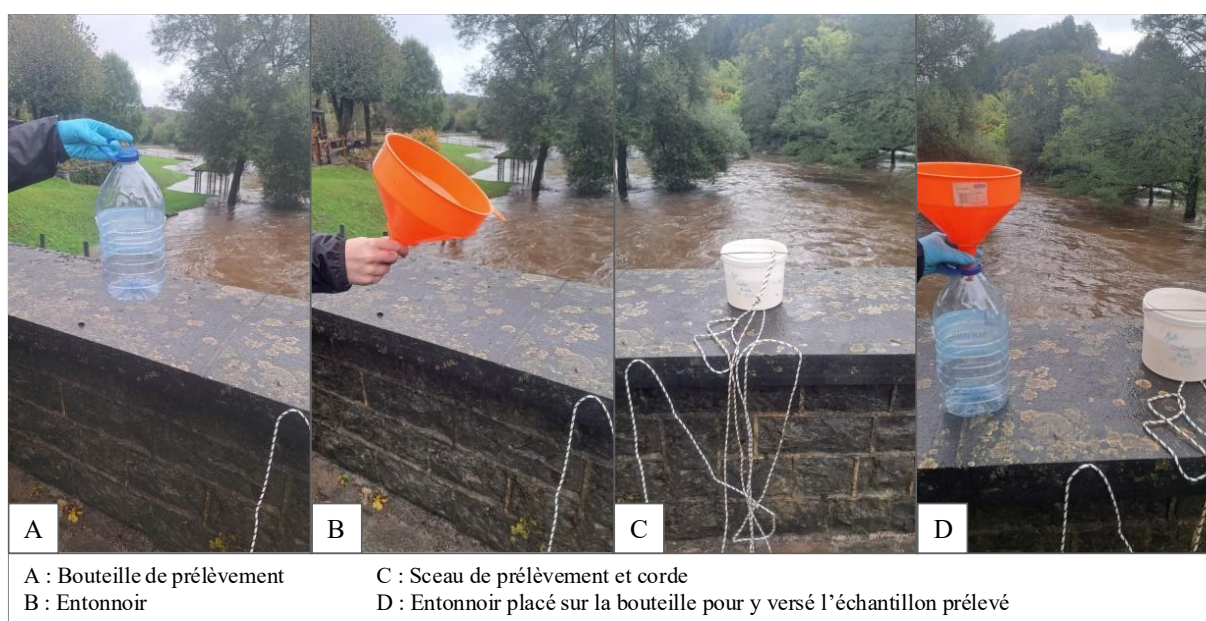 A
B
C
D
A : Bouteille de prélèvement
B : Entonnoir
C : Sceau de prélèvement et corde
D : Entonnoir placé sur la bouteille pour y versé l'échantillon prélevé